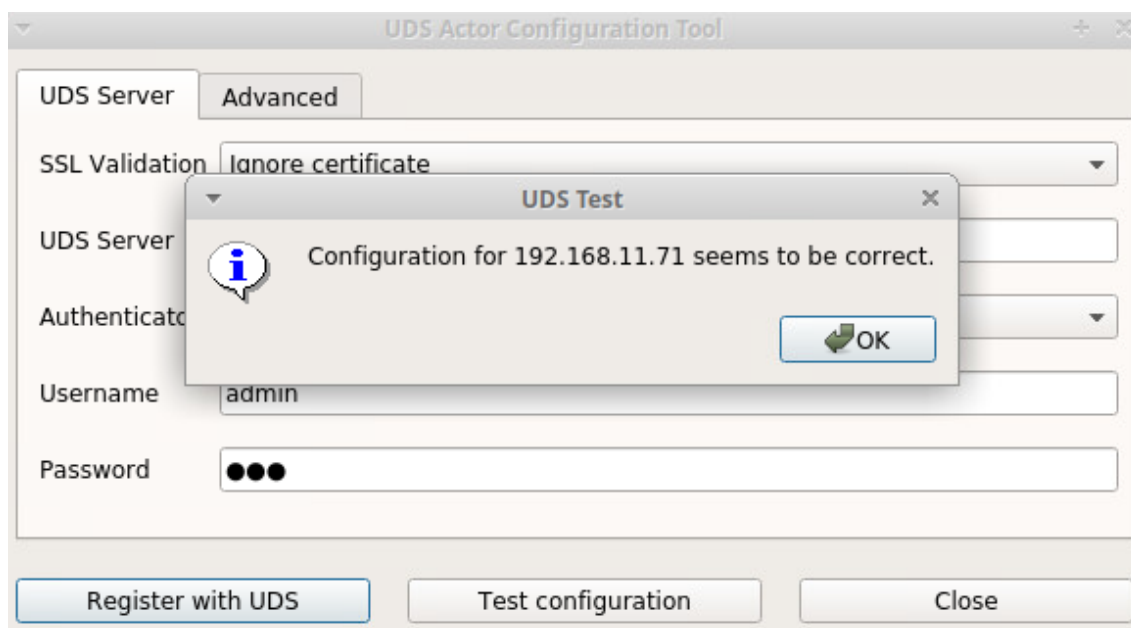 UDS Actor Configuration Tool
UDS Server
Advanced
SSL Validation
Ignore certificate
UDS Test
UDS Server
Configuration for 192.168.11.71 seems to be correct.
OK
Username
admin
Password
Register with UDS
Test configuration
Close